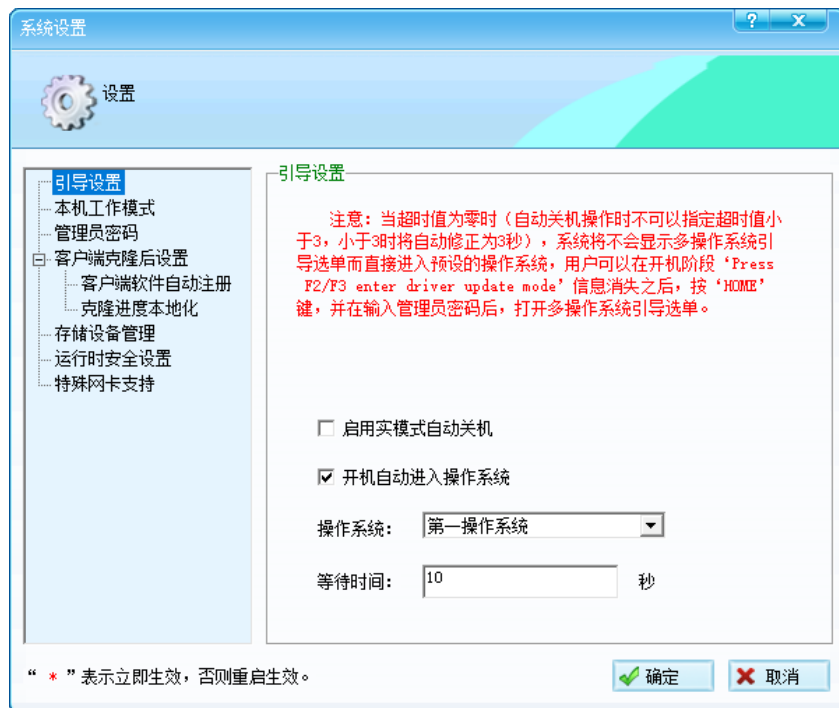 系统设置
设置
引导设置
本机工作模式
管理员密码
客户端克隆后设置
客户端软件自动注册
克隆进度本地化
存储设备管理
运行时安全设置
特殊网卡支持
引导设置
注意：当超时值为零时（自动关机操作时不可以指定超时值小
于3，小于3时将自动修正为3秒），系统将不会显示多操作系统引
导选单而直接进入预设的操作系统，用户可以在开机阶段‘Press
F2/F3 enter driver update mode’信息消失之后，按‘HOME’
键，并在输入管理员密码后，打开多操作系统引导选单。
启用实模式自动关机
开机自动进入操作系统
操作系统： 第一操作系统
等待时间： 10 秒
“ * ”表示立即生效，否则重启生效。
确定 取消